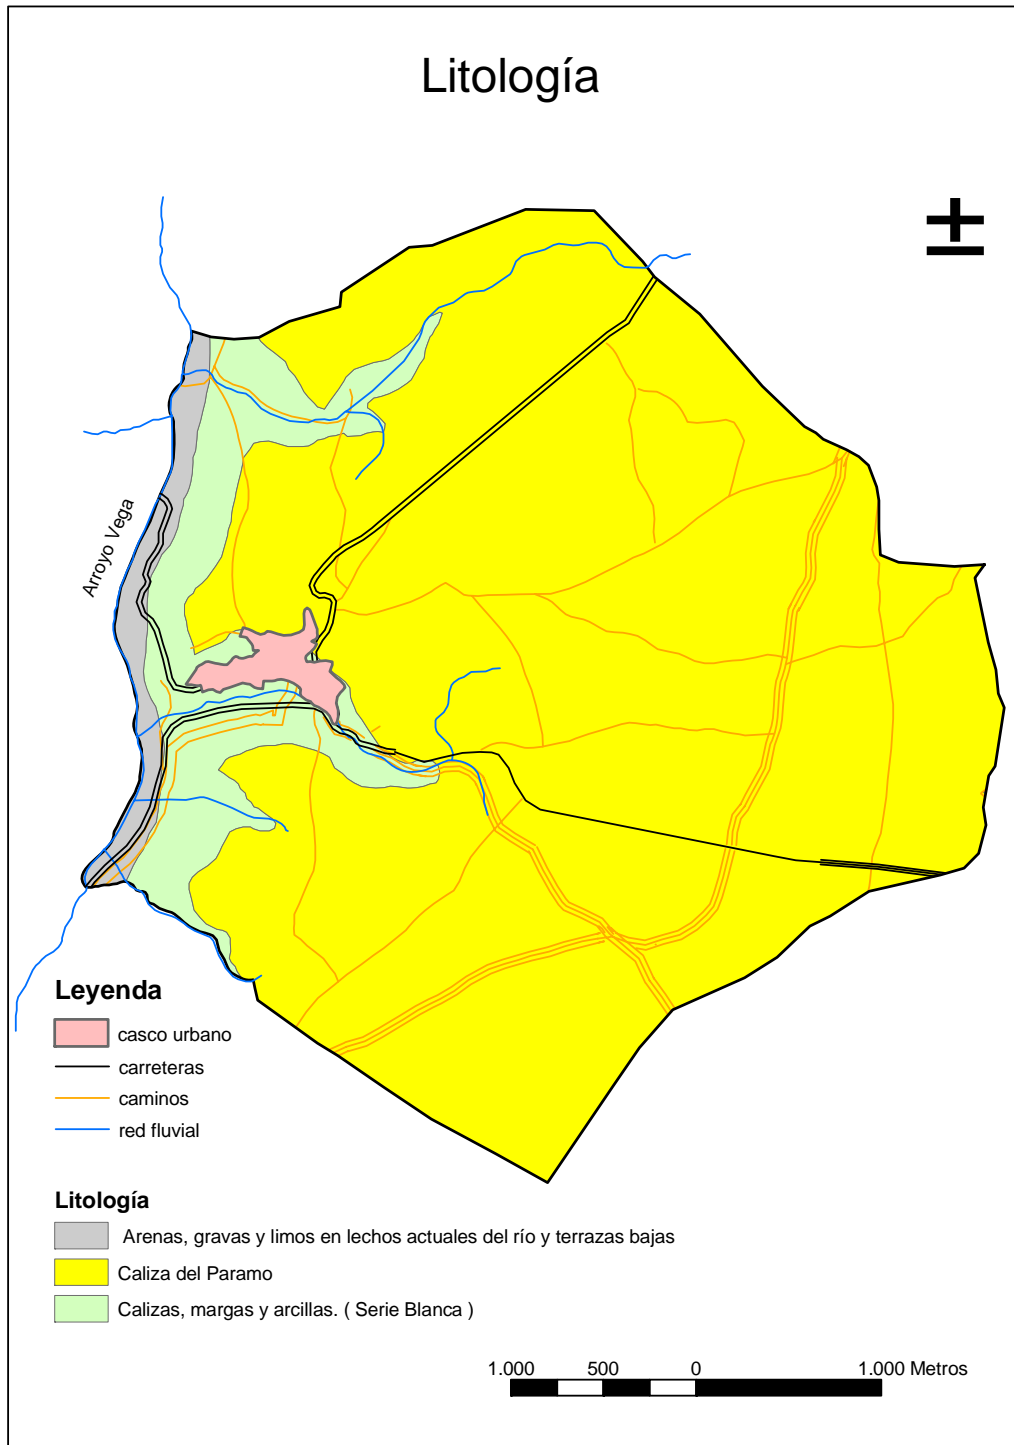 Litología
Arroyo Vega
Leyenda
casco urbano
carreteras
caminos
red fluvial
Litología
Arenas, gravas y limos en lechos actuales del río y terrazas bajas
Caliza del Paramo
Calizas, margas y arcillas. ( Serie Blanca )
1.000 500 0 1.000 Metros